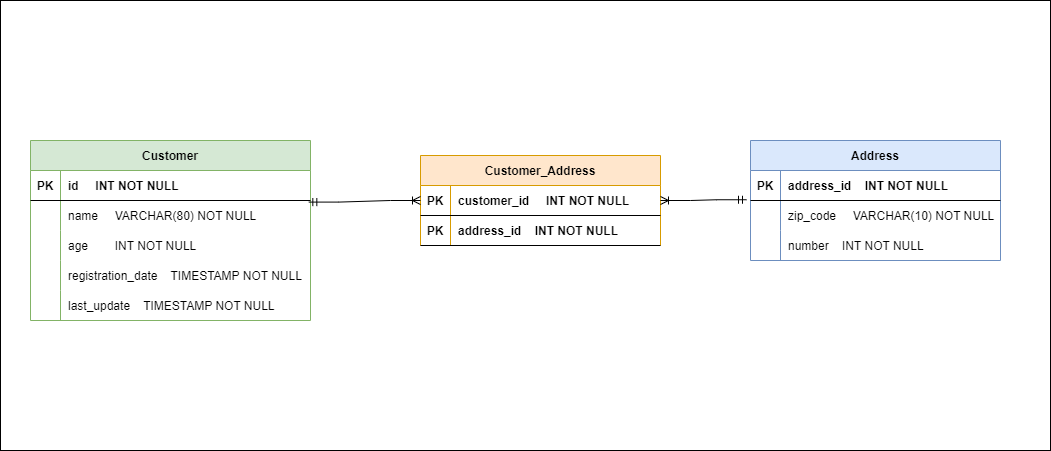 Customer
PK id INT NOT NULL
name VARCHAR(80) NOT NULL
age INT NOT NULL
registration_date TIMESTAMP NOT NULL
last_update TIMESTAMP NOT NULL
Customer_Address
PK customer_id INT NOT NULL
PK address_id INT NOT NULL
Address
PK address_id INT NOT NULL
zip_code VARCHAR(10) NOT NULL
number INT NOT NULL